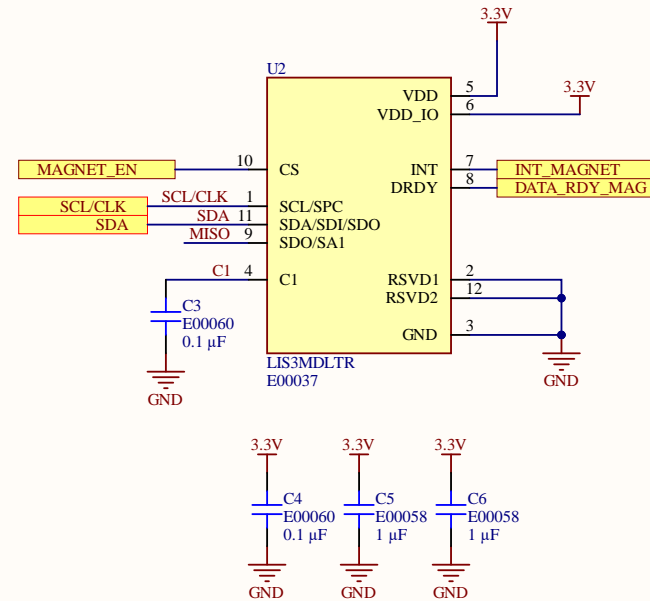 3.3V
U2
3.3V
VDD 5
VDD_IO 6
MAGNET_EN 10 CS
INT 7 INT_MAGNET
DRDY 8 DATA_RDY_MAG
SCL/CLK SCL/CLK 1 SCL/SPC
SDA SDA 11 SDA/SDI/SDO
MISO 9 SDO/SA1
C1 4 C1
RSVD1 2
RSVD2 12
GND 3
C3
E00060
0.1 µF
GND
LIS3MDLTR
E00037
GND
3.3V 3.3V 3.3V
C4 C5 C6
E00060 E00058 E00058
0.1 µF 1 µF 1 µF
GND GND GND